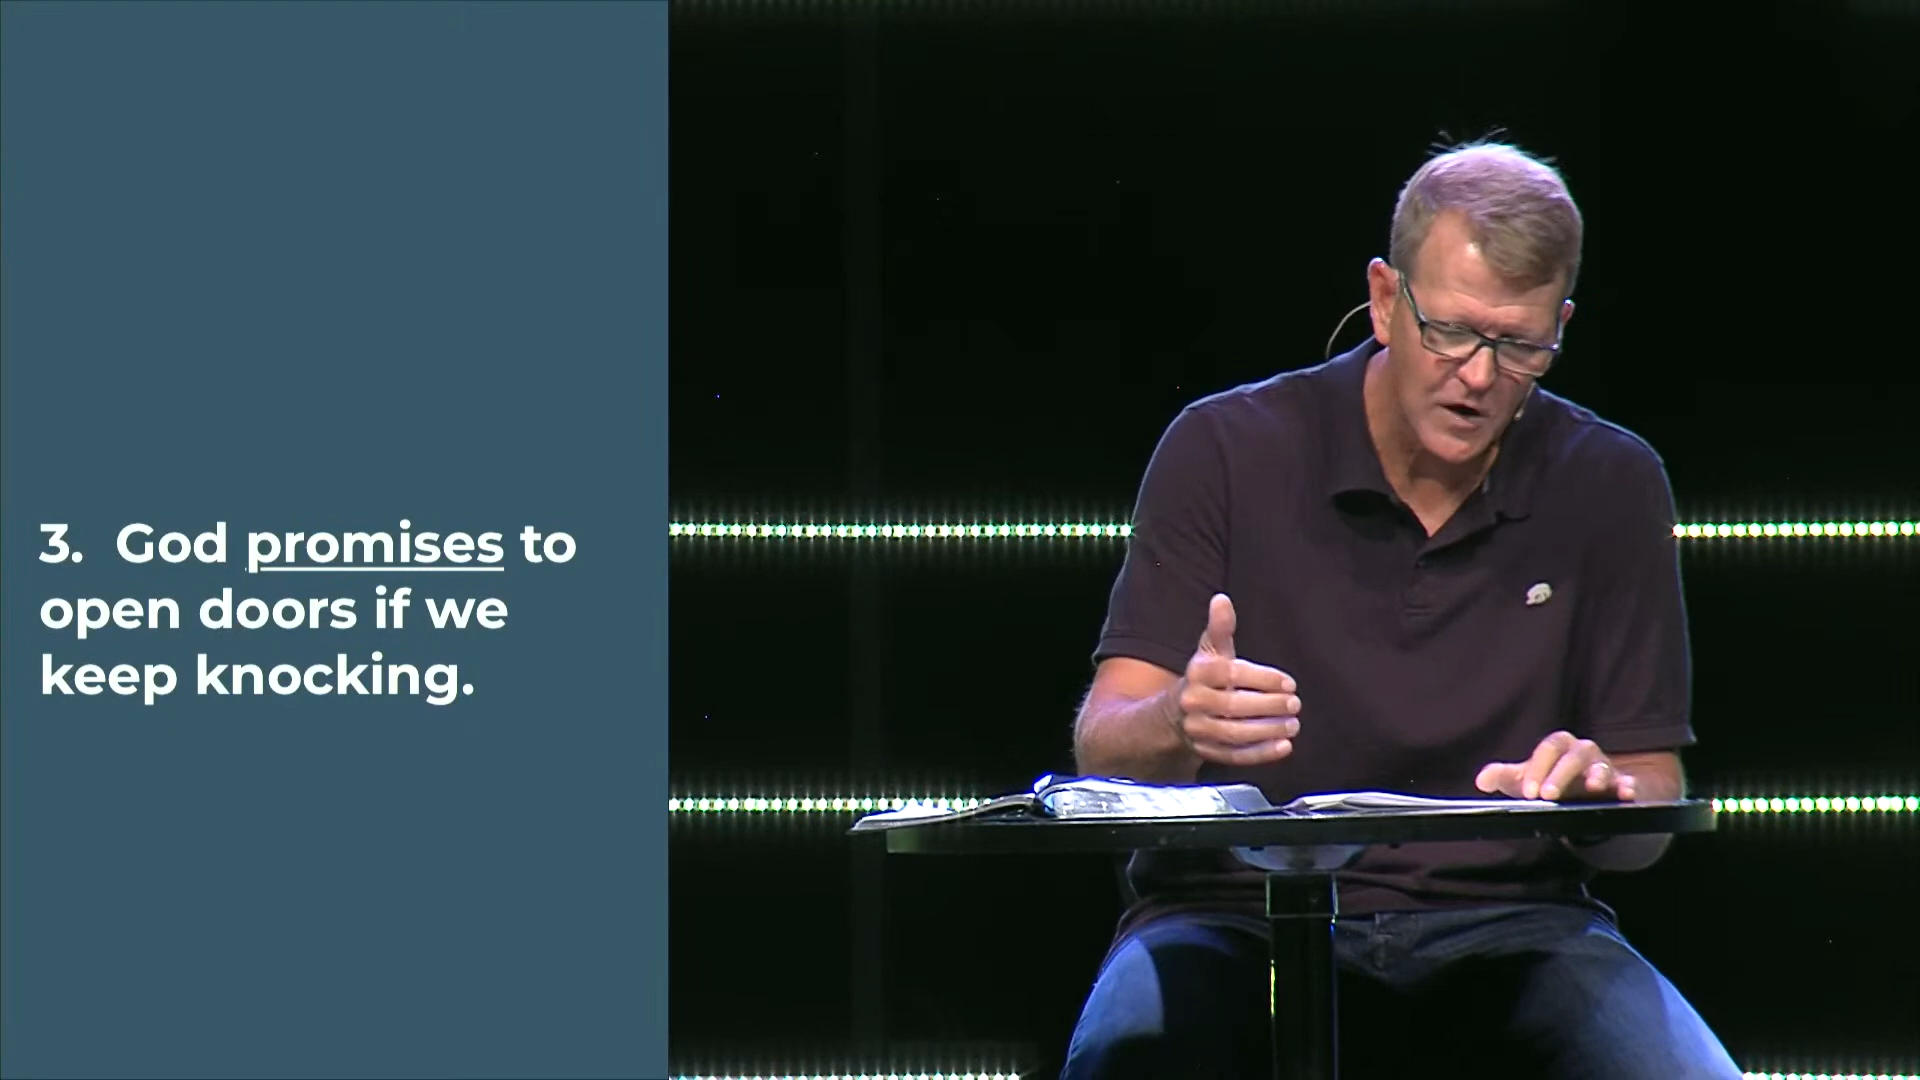 3. God promises to
open doors if we
keep knocking.